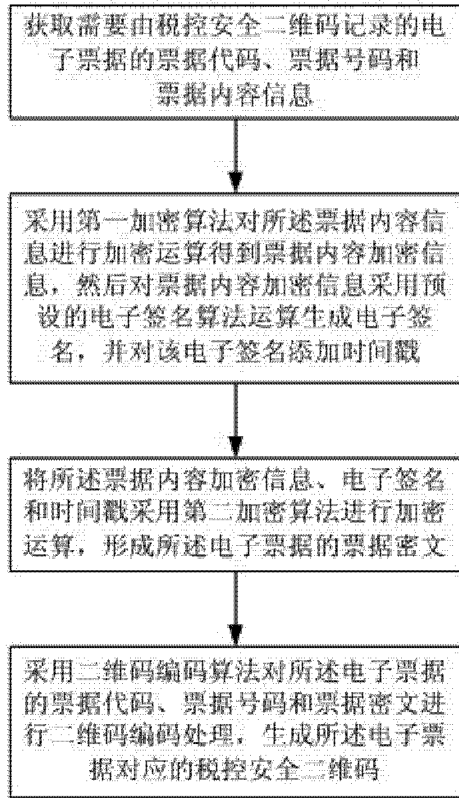 获取需要由税控安全二维码记录的电
子票据的票据代码、票据号码和
票据内容信息
采用第一加密算法对所述票据内容信
息进行加密运算得到票据内容加密信
息，然后对票据内容加密信息采用预
设的电子签名算法运算生成电子签
名，并对该电子签名添加时间戳
将所述票据内容加密信息、电子签名
和时间戳采用第二加密算法进行加密
运算，形成所述电子票据的票据密文
采用二维码编码算法对所述电子票据
的票据代码、票据号码和票据密文进
行二维码编码处理，生成所述电子票
据对应的税控安全二维码